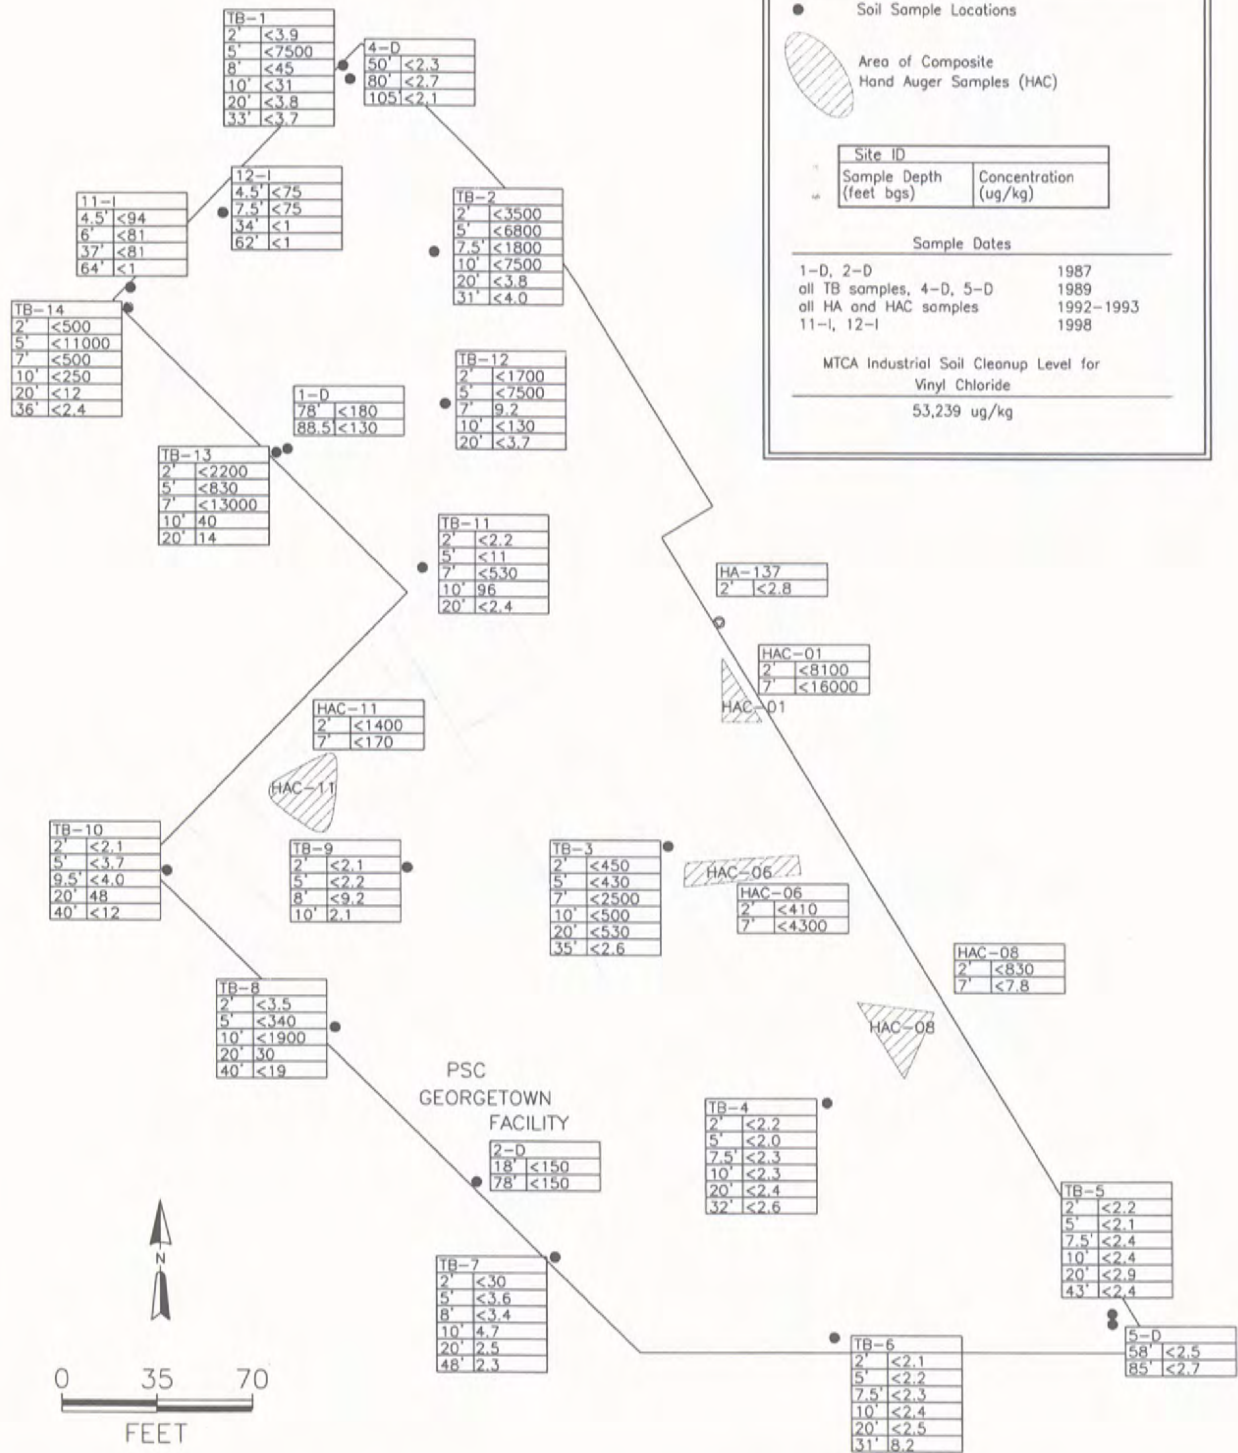 Soil Sample Locations
Area of Composite
Hand Auger Samples (HAC)
Site ID
Sample Depth (feet bgs) Concentration (ug/kg)
Sample Dates
1-D, 2-D 1987
all TB samples, 4-D, 5-D 1989
all HA and HAC samples 1992-1993
11-I, 12-I 1998
MTCA Industrial Soil Cleanup Level for
Vinyl Chloride
53,239 ug/kg
TB-1
2' <3.9
5' <7500
8' <45
10' <31
20' <3.8
33' <3.7
4-D
50' <2.3
80' <2.7
105' <2.1
12-I
4.5' <75
7.5' <75
34' <1
62' <1
11-I
4.5' <94
6' <81
37' <81
64' <1
TB-2
2' <3500
5' <6800
7.5' <1800
10' <7500
20' <3.8
31' <4.0
TB-14
2' <500
5' <11000
7' <500
10' <250
20' <12
36' <2.4
TB-12
2' <1700
5' <7500
7' 9.2
10' <130
20' <3.7
1-D
78' <180
88.5' <130
TB-13
2' <2200
5' <830
7' <13000
10' 40
20' 14
TB-11
2' <2.2
5' <11
7' <530
10' 96
20' <2.4
HA-137
2' <2.8
HAC-01
2' <8100
7' <16000
HAC-01
HAC-11
2' <1400
7' <170
HAC-11
TB-10
2' <2.1
5' <3.7
9.5' <4.0
20' 48
40' <12
TB-9
2' <2.1
5' <2.2
8' <9.2
10' 2.1
TB-3
2' <450
5' <430
7' <2500
10' <500
20' <530
35' <2.6
HAC-06
HAC-06
2' <410
7' <4300
HAC-08
2' <830
7' <7.8
HAC-08
TB-8
2' <3.5
5' <340
10' <1900
20' 30
40' <19
PSC
GEORGETOWN
FACILITY
2-D
18' <150
78' <150
TB-4
2' <2.2
5' <2.0
7.5' <2.3
10' <2.3
20' <2.4
32' <2.6
TB-5
2' <2.2
5' <2.1
7.5' <2.4
10' <2.4
20' <2.9
43' <2.4
TB-7
2' <30
5' <3.6
8' <3.4
10' 4.7
20' 2.5
48' 2.3
5-D
58' <2.5
85' <2.7
TB-6
2' <2.1
5' <2.2
7.5' <2.3
10' <2.4
20' <2.5
31' 8.2
N
0 35 70
FEET